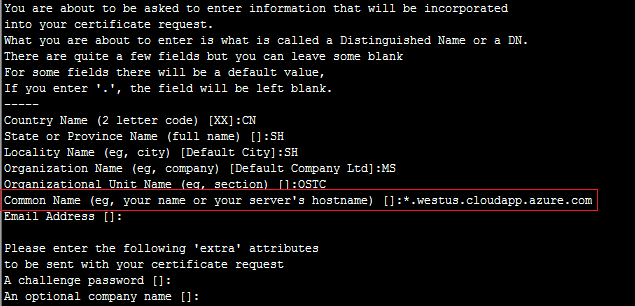 You are about to be asked to enter information that will be incorporated
into your certificate request.
What you are about to enter is what is called a Distinguished Name or a DN.
There are quite a few fields but you can leave some blank
For some fields there will be a default value,
If you enter '.', the field will be left blank.
-----
Country Name (2 letter code) [XX]:CN
State or Province Name (full name) []:SH
Locality Name (eg, city) [Default City]:SH
Organization Name (eg, company) [Default Company Ltd]:MS
Organizational Unit Name (eg, section) []:OSTC
Common Name (eg, your name or your server's hostname) []:*.westus.cloudapp.azure.com
Email Address []:
Please enter the following 'extra' attributes
to be sent with your certificate request
A challenge password []:
An optional company name []: